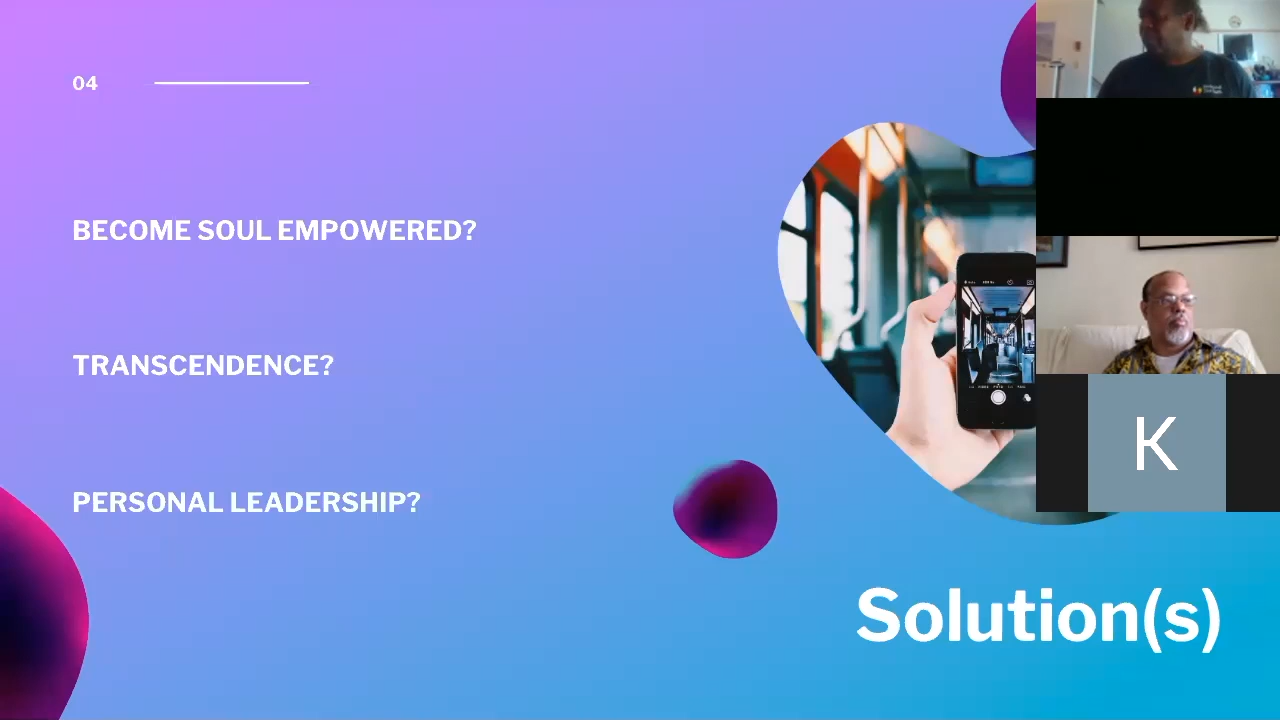 04
BECOME SOUL EMPOWERED?
TRANSCENDENCE?
PERSONAL LEADERSHIP?
K
Solution(s)